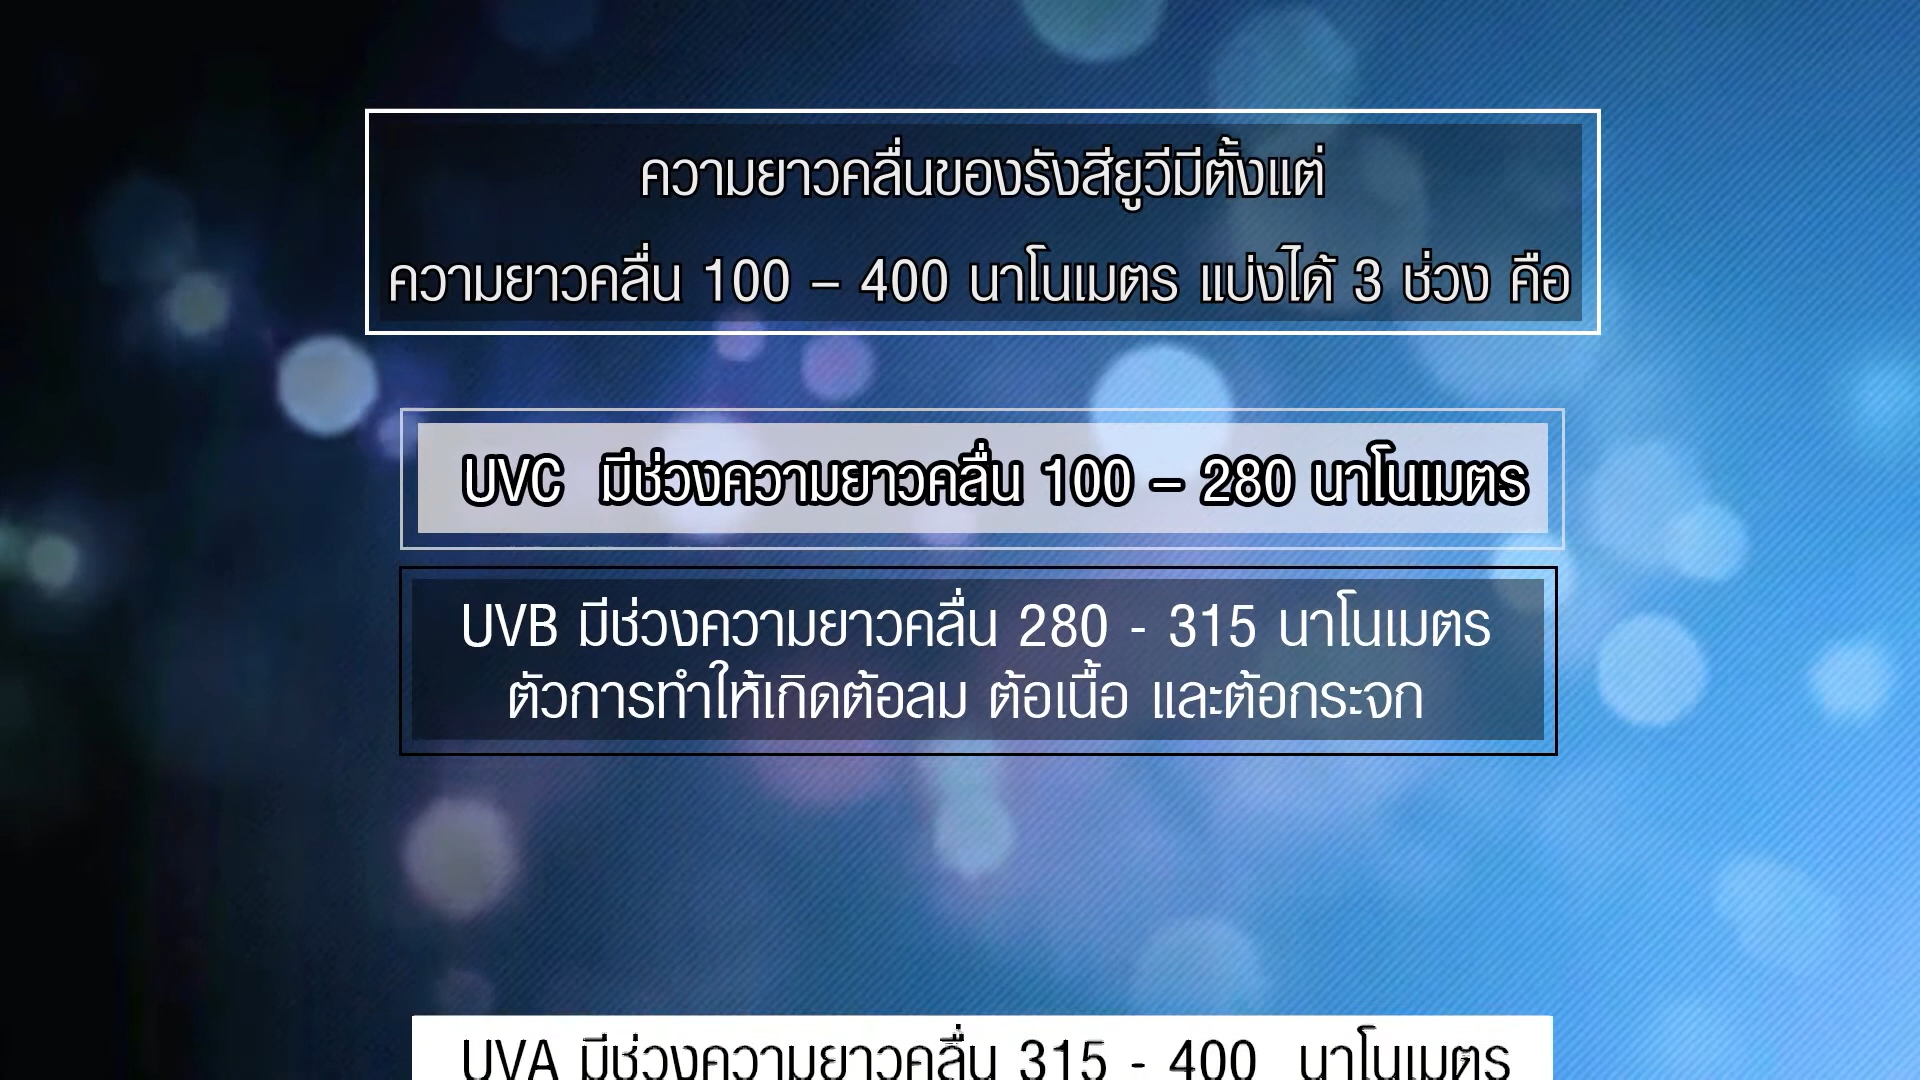 ความยาวคลื่นของรังสียูวีมีตั้งแต่
ความยาวคลื่น 100 – 400 นาโนเมตร แบ่งได้ 3 ช่วง คือ
UVC มีช่วงความยาวคลื่น 100 – 280 นาโนเมตร
UVB มีช่วงความยาวคลื่น 280 - 315 นาโนเมตร
ตัวการทำให้เกิดต้อลม ต้อเนื้อ และต้อกระจก
UVA มีช่วงความยาวคลื่น 315 - 400 นาโนเมตร